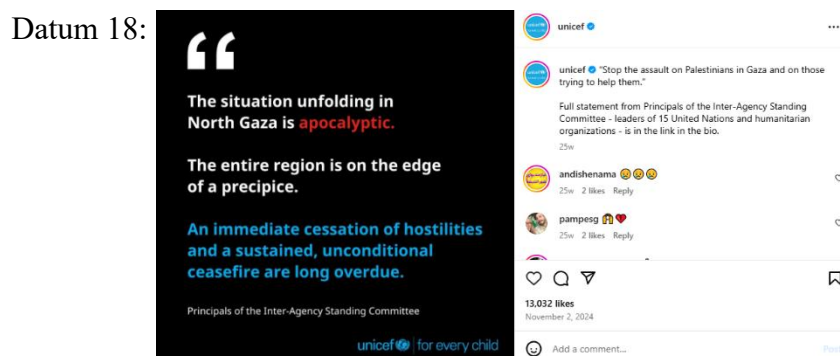 Datum 18:
“
The situation unfolding in
North Gaza is apocalyptic.
The entire region is on the edge
of a precipice.
An immediate cessation of hostilities
and a sustained, unconditional
ceasefire are long overdue.
Principals of the Inter-Agency Standing Committee
unicef for every child
unicef
unicef “Stop the assault on Palestinians in Gaza and on those
trying to help them.”
Full statement from Principals of the Inter-Agency Standing
Committee - leaders of 15 United Nations and humanitarian
organizations - is in the link in the bio.
25w
andishenama 😢😢😢
25w 2 likes Reply
pampesg
25w 2 likes Reply
13,032 likes
November 2, 2024
Add a comment...
Post